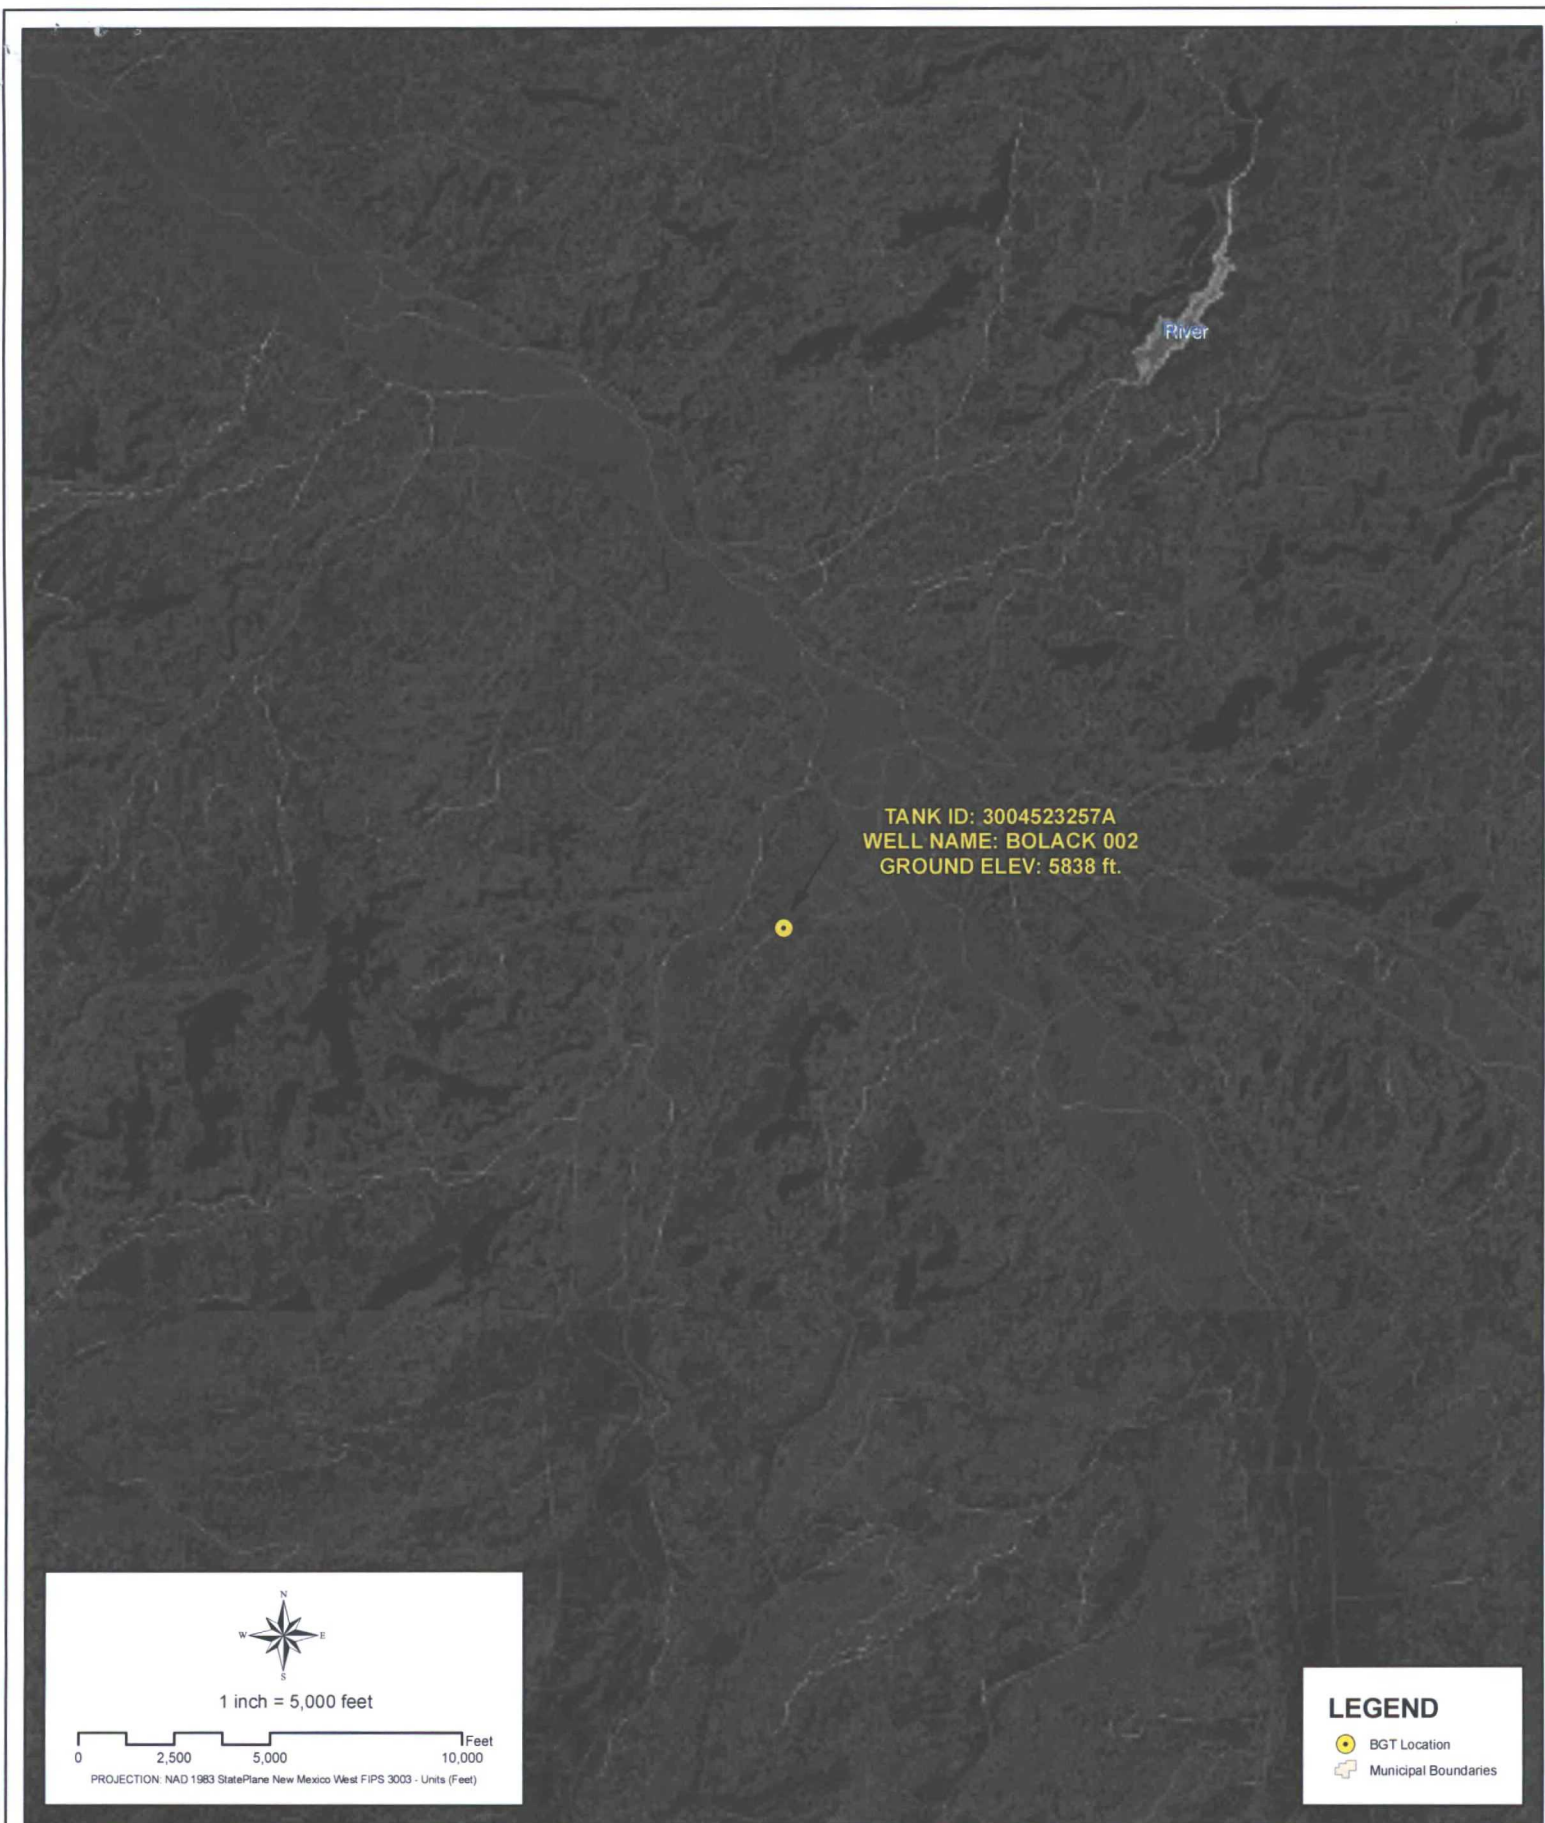 River
TANK ID: 3004523257A
WELL NAME: BOLACK 002
GROUND ELEV: 5838 ft.
N
W E
S
1 inch = 5,000 feet
Feet
0 2,500 5,000 10,000
PROJECTION: NAD 1983 StatePlane New Mexico West FIPS 3003 - Units (Feet)
LEGEND
BGT Location
Municipal Boundaries